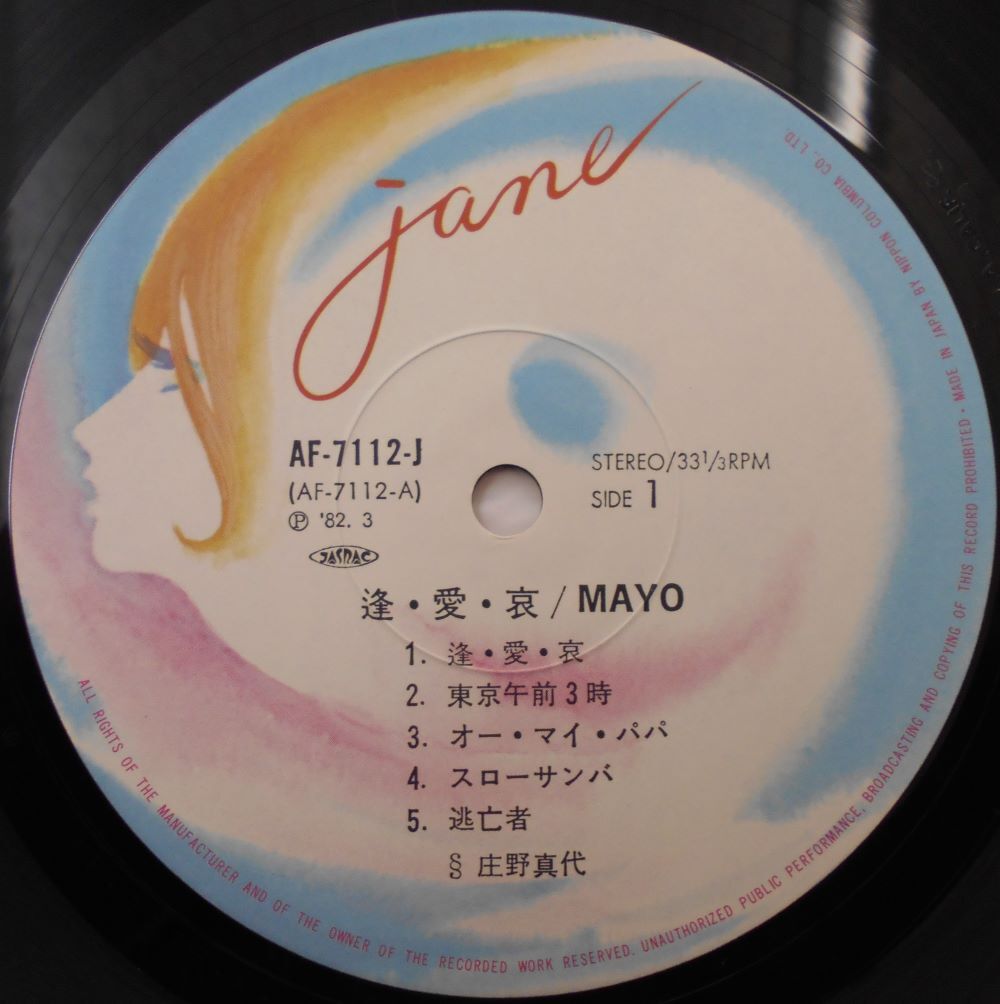 jane
AF-7112-J
(AF-7112-A)
Ⓟ '82. 3
JASRAC
STEREO/33 1/3 RPM
SIDE 1
逢・愛・哀 / MAYO
1. 逢・愛・哀
2. 東京午前3時
3. オー・マイ・パパ
4. スローサンバ
5. 逃亡者
§ 庄野真代
ALL RIGHTS OF THE MANUFACTURER AND OF THE OWNER OF THE RECORDED WORK RESERVED. UNAUTHORIZED PUBLIC PERFORMANCE, BROADCASTING AND COPYING OF THIS RECORD PROHIBITED • MADE IN JAPAN BY NIPPON COLUMBIA CO., LTD.